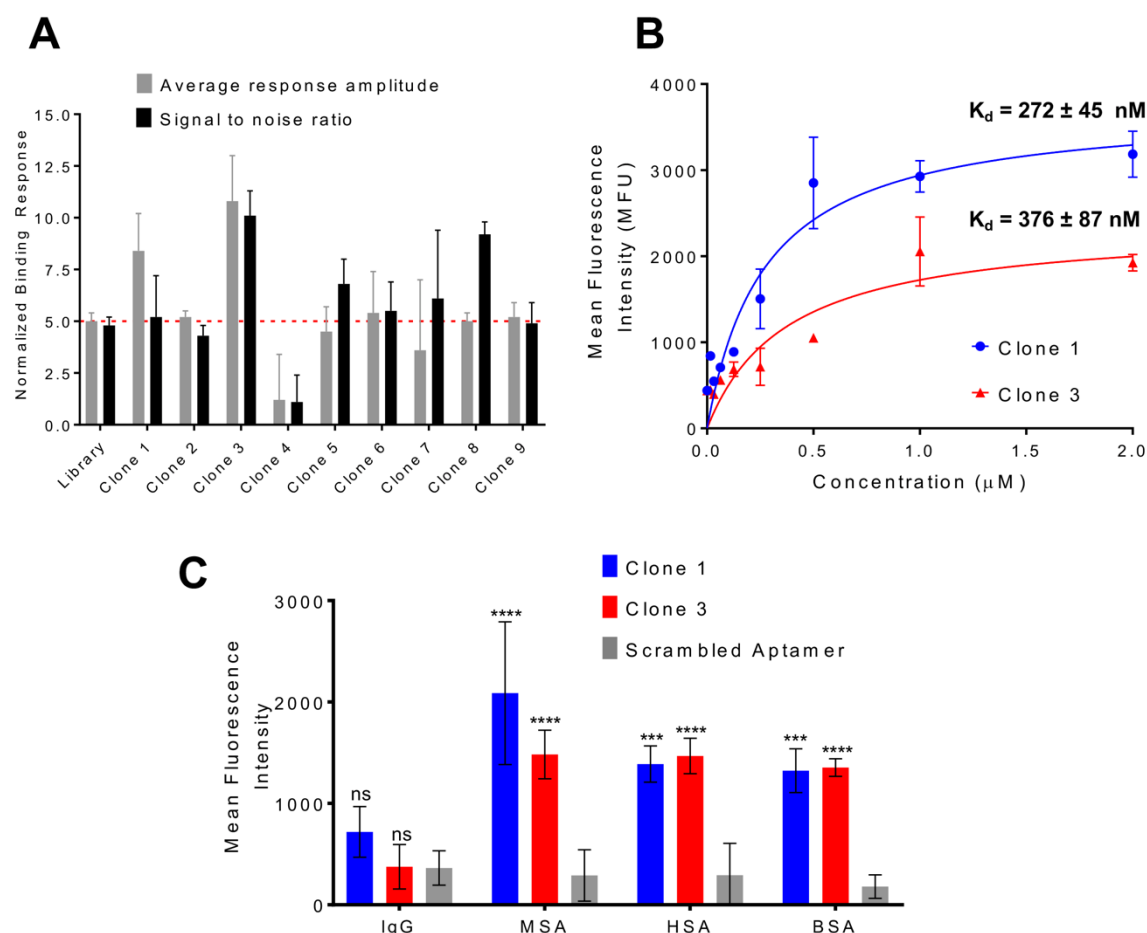 A
Average response amplitude
Signal to noise ratio
Normalized Binding Response
15.0
12.5
10.0
7.5
5.0
2.5
0.0
Library
Clone 1
Clone 2
Clone 3
Clone 4
Clone 5
Clone 6
Clone 7
Clone 8
Clone 9
B
Mean Fluorescence
Intensity (MFU)
4000
3000
2000
1000
0
Kd = 272 ± 45 nM
Kd = 376 ± 87 nM
Clone 1
Clone 3
0.0
0.5
1.0
1.5
2.0
Concentration (μM)
C
Clone 1
Clone 3
Scrambled Aptamer
Mean Fluorescence
Intensity
3000
2000
1000
0
ns
ns
****
****
***
****
***
****
IgG
MSA
HSA
BSA